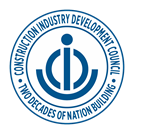 CONSTRUCTION INDUSTRY DEVELOPMENT COUNCIL
• TWO DECADES OF NATION BUILDING •